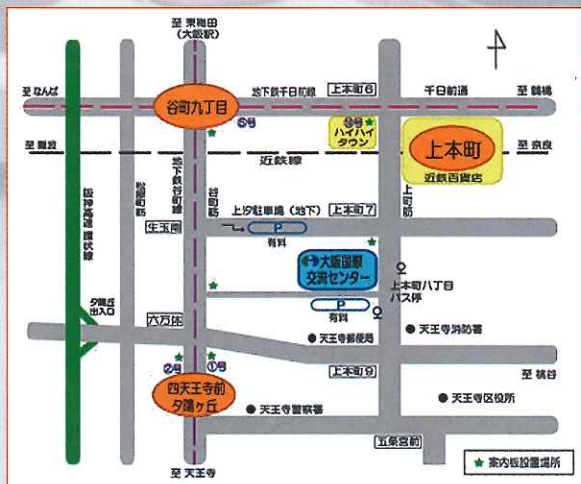 至 東梅田
(大阪駅)
至 なんば
谷町九丁目
地下鉄千日前線
上本町6
千日前通
至 鶴橋
⑤号
⑭号
ハイハイ
タウン
上本町
近鉄百貨店
至 難波
近鉄線
至 奈良
阪神高速 環状線
松屋町筋
地下鉄谷町線
谷町筋
上町筋
上汐駐車場(地下)
上本町7
生玉南
P
有料
大阪国際
交流センター
上本町八丁目
バス停
P
有料
夕陽丘
出入口
六万体
天王寺郵便局
天王寺消防署
②号
①号
上本町9
至 桃谷
四天王寺前
夕陽ヶ丘
天王寺警察署
天王寺区役所
五条宮前
至 天王寺
★ 案内板設置場所